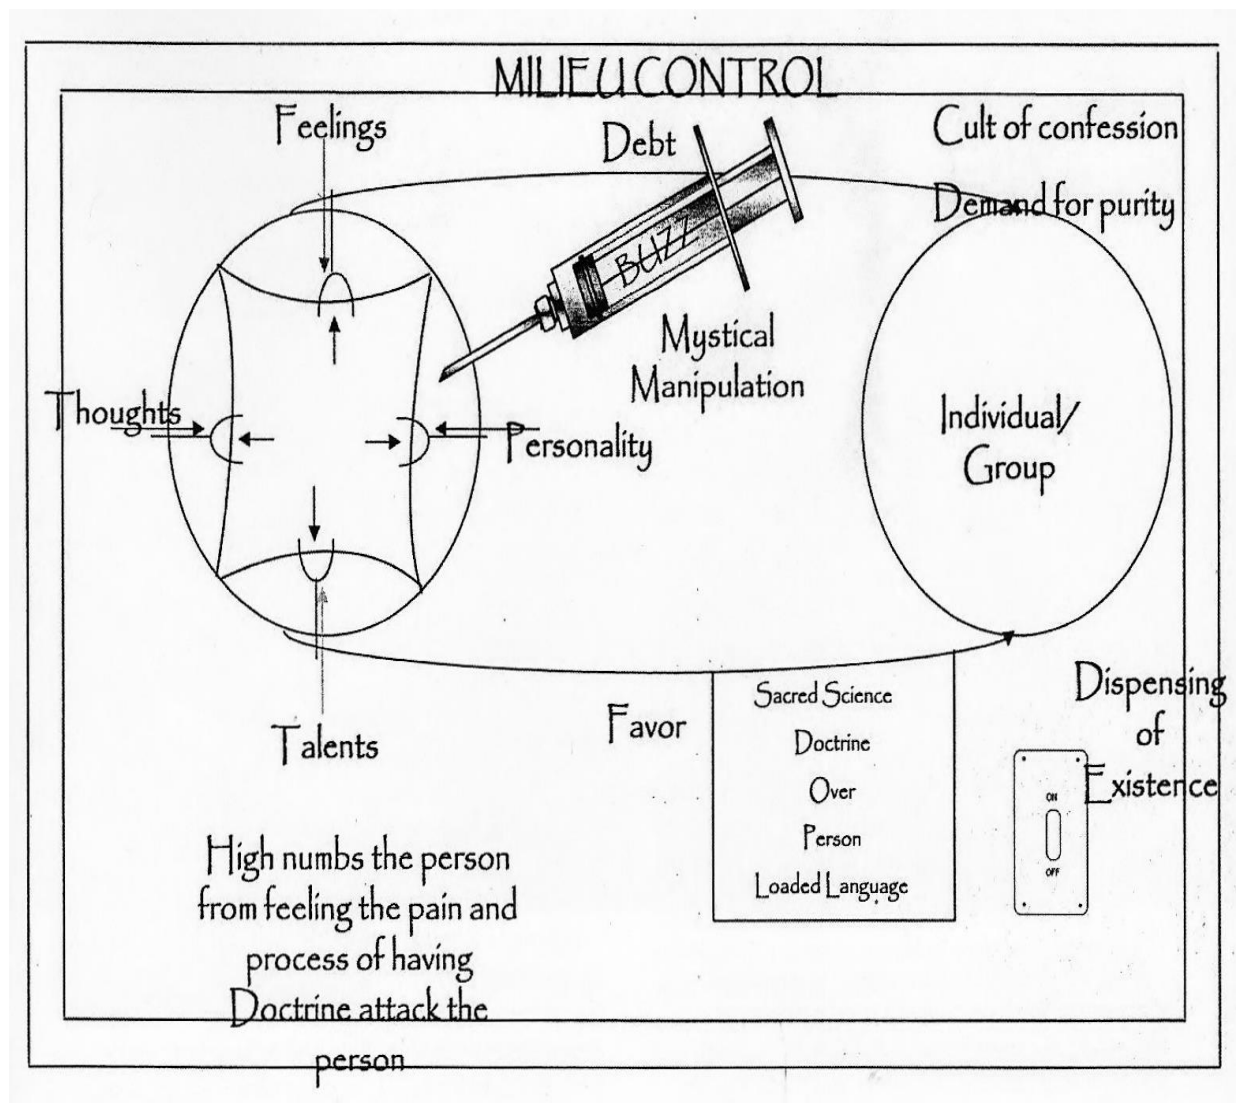 MILIEU CONTROL
Feelings
Debt
Cult of confession
Demand for purity
BUZZ
Mystical
Manipulation
Thoughts
Personality
Individual/
Group
Talents
Favor
Sacred Science
Doctrine
Over
Person
Loaded Language
Dispensing
of
Existence
ON
OFF
High numbs the person
from feeling the pain and
process of having
Doctrine attack the
person